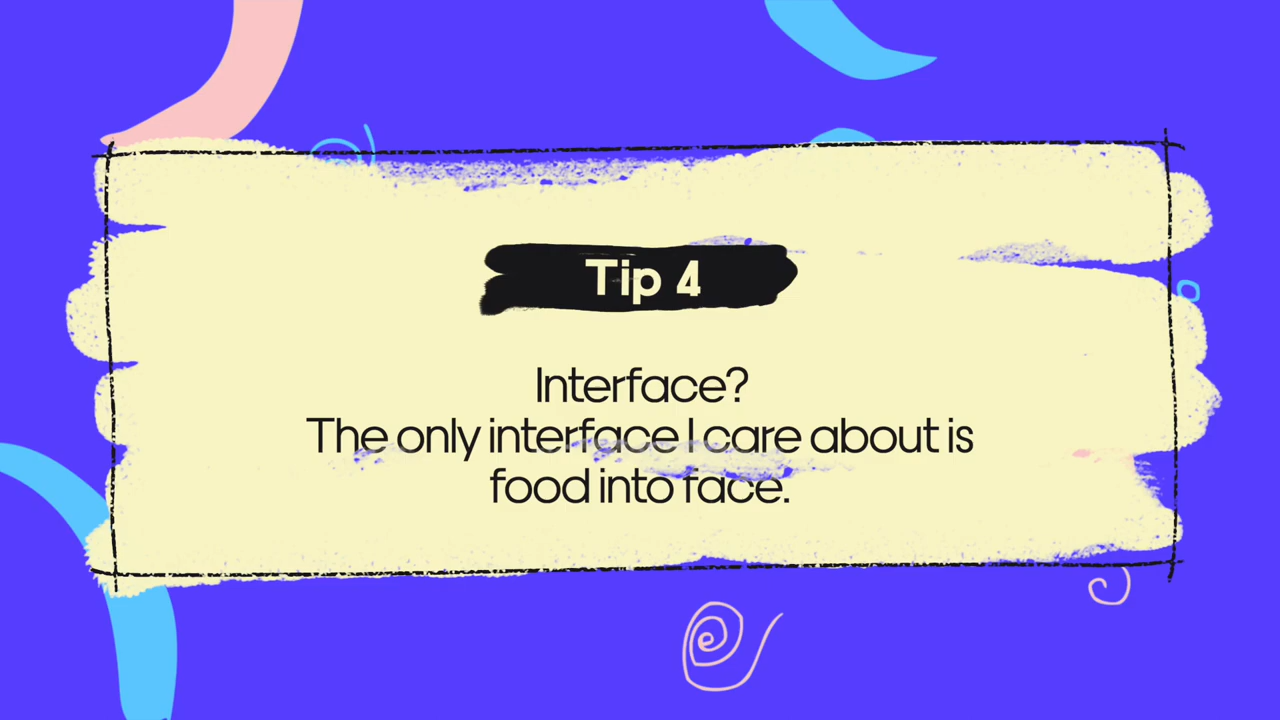 Tip 4
Interface?
The only interface I care about is
food into face.